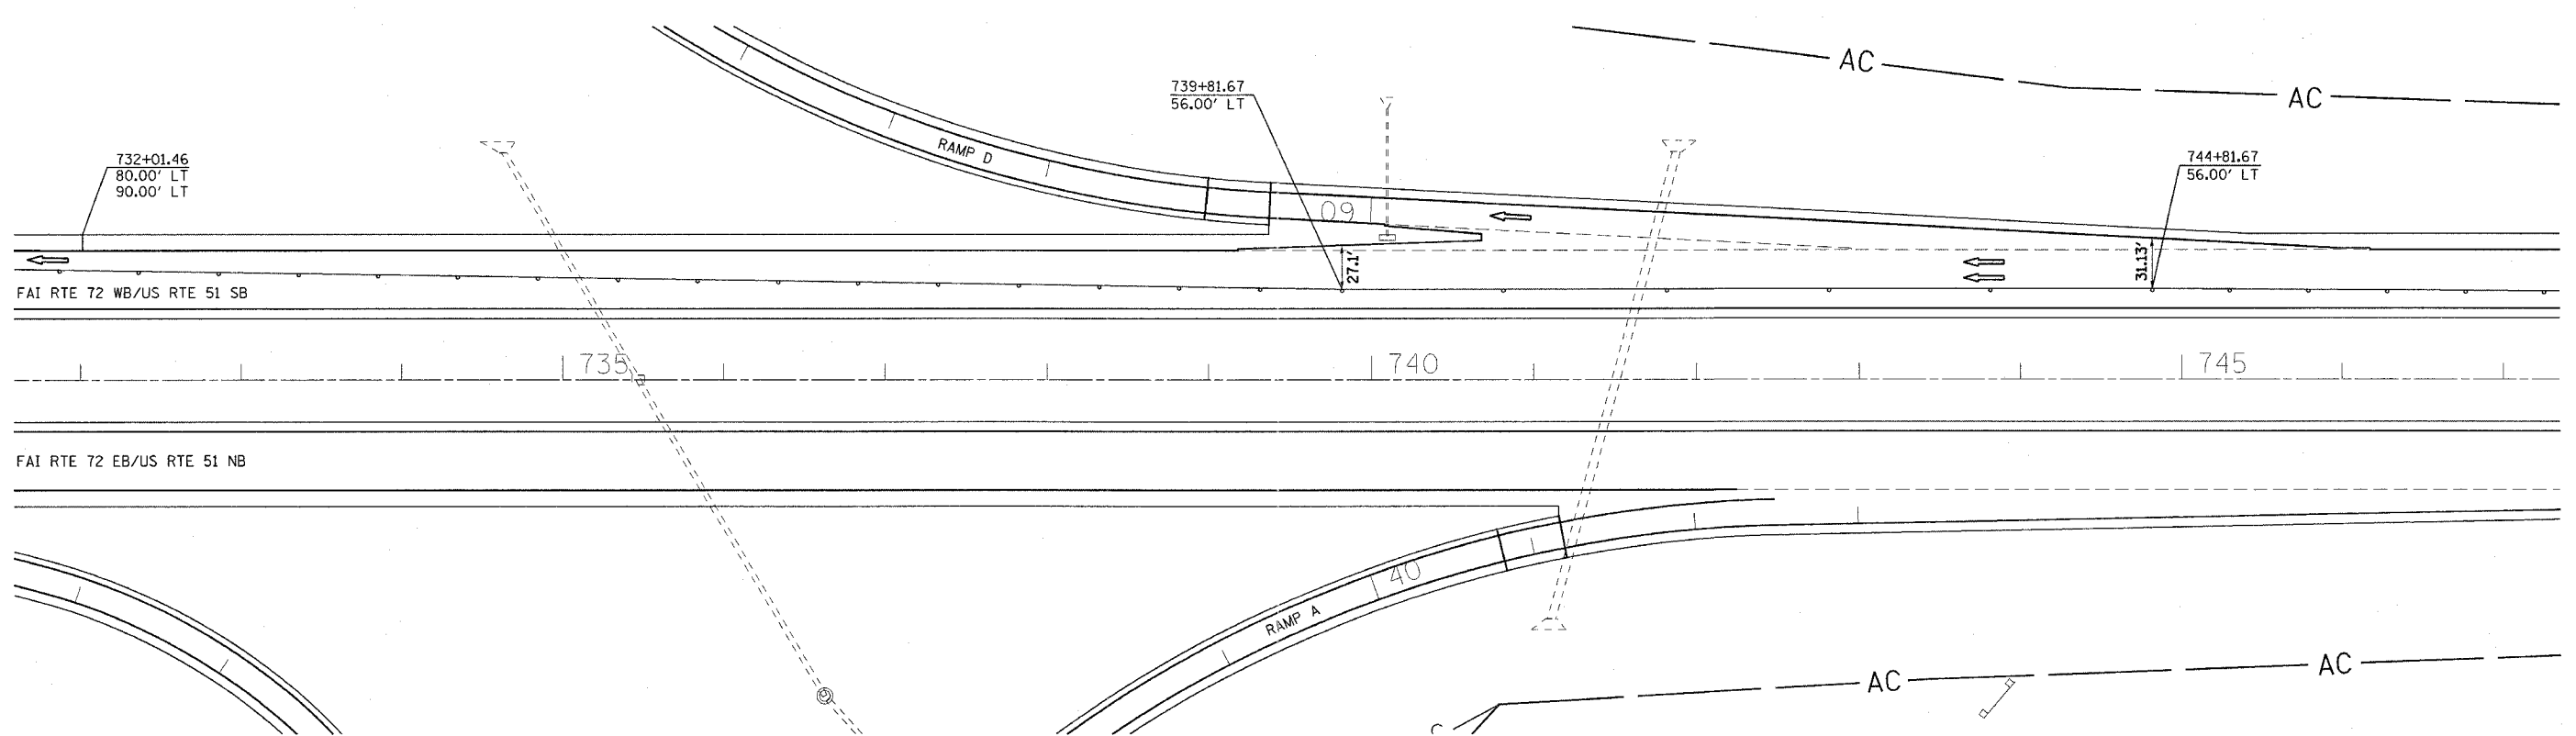 AC
AC
739+81.67
56.00' LT
732+01.46
80.00' LT
90.00' LT
RAMP D
744+81.67
56.00' LT
60
27.1'
31.13'
FAI RTE 72 WB/US RTE 51 SB
735
740
745
FAI RTE 72 EB/US RTE 51 NB
40
RAMP A
AC
AC
C